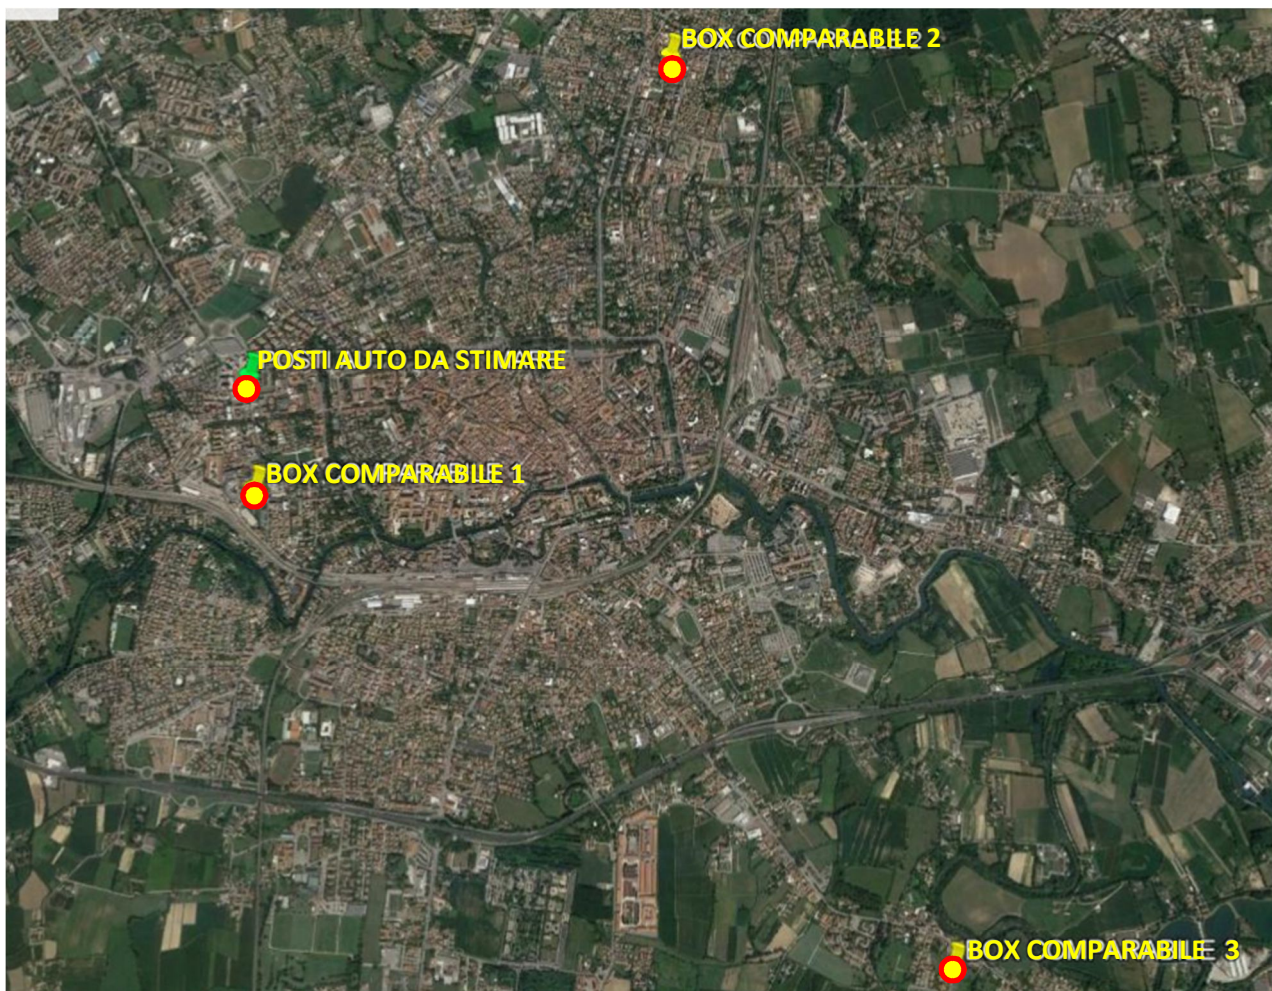 BOX COMPARABILE 2
POSTI AUTO DA STIMARE
BOX COMPARABILE 1
BOX COMPARABILE 3